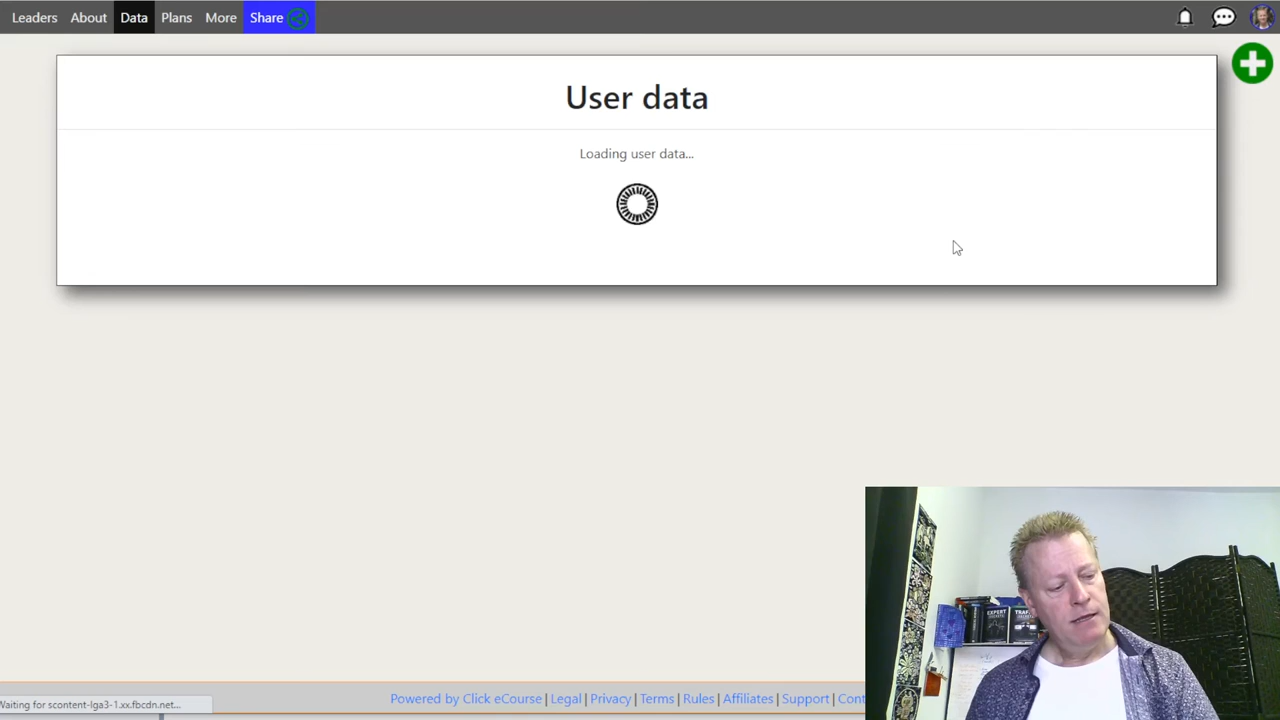 Leaders About Data Plans More Share
User data
Loading user data...
EXPERT
Powered by Click eCourse | Legal | Privacy | Terms | Rules | Affiliates | Support | Cont
Waiting for scontent-lga3-1.xx.fbcdn.net...